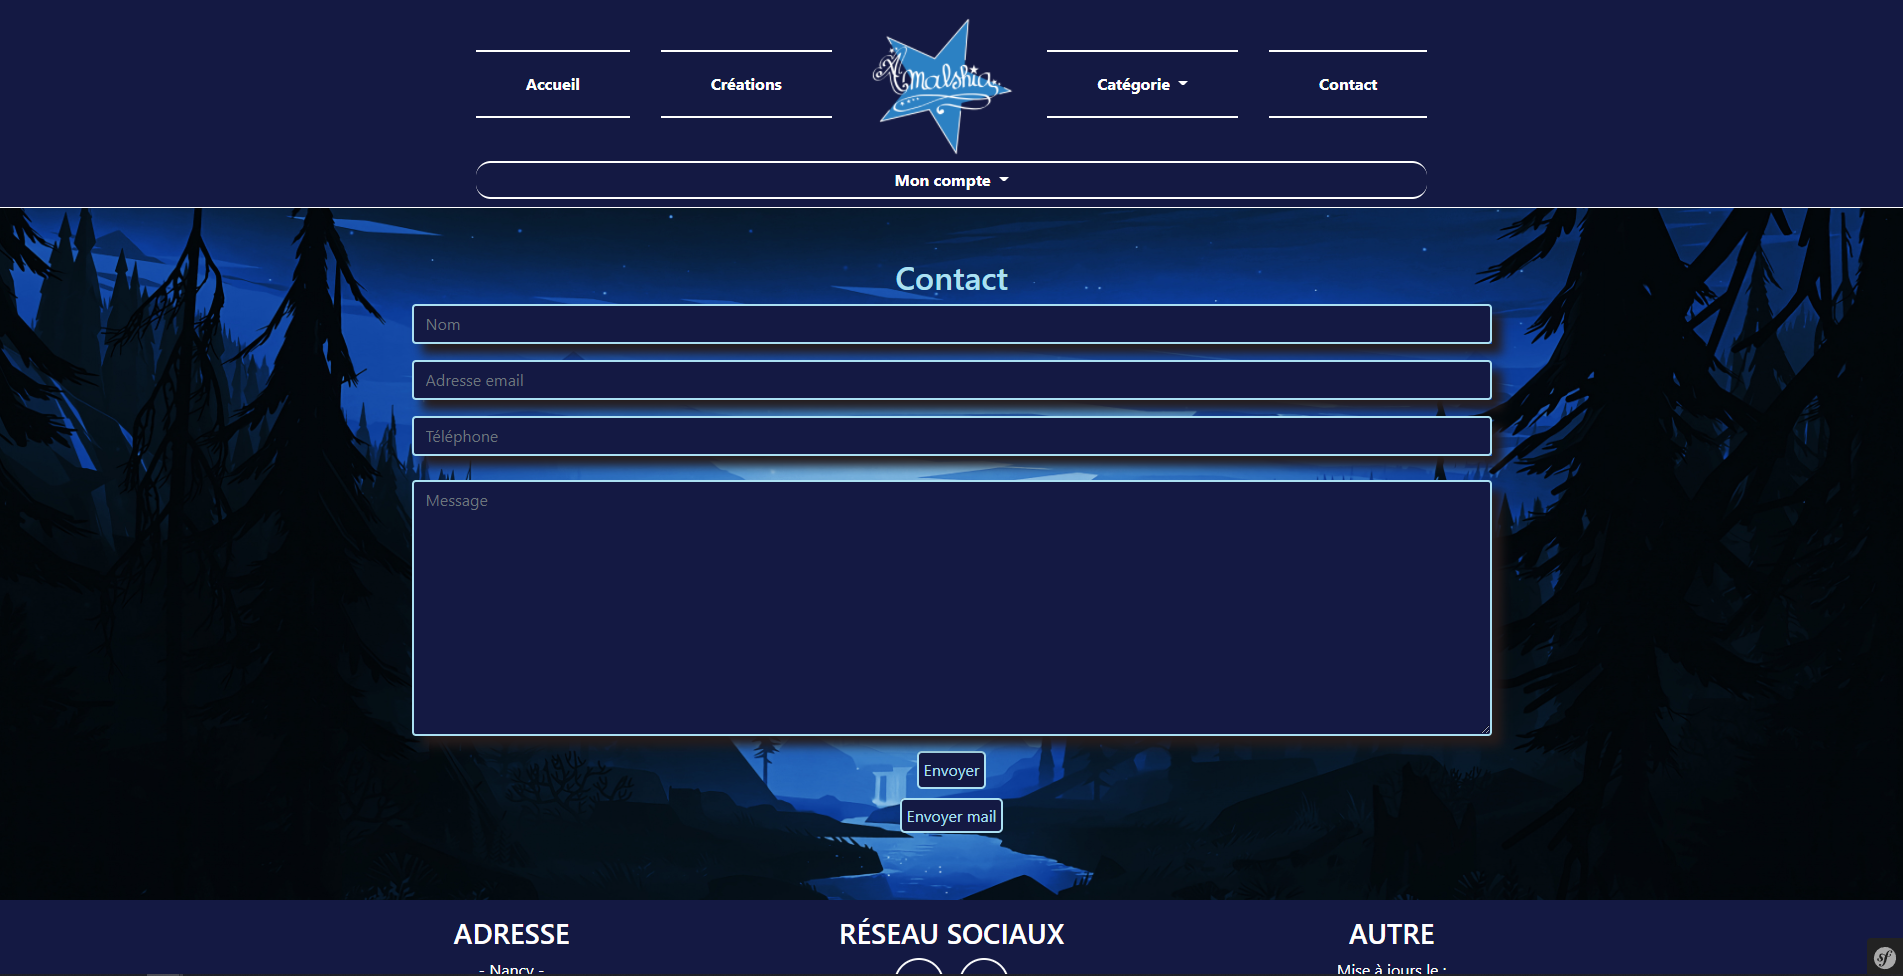 Accueil
Créations
Amalshia
Catégorie
Contact
Mon compte
Contact
Nom
Adresse email
Téléphone
Message
Envoyer
Envoyer mail
ADRESSE
RÉSEAU SOCIAUX
AUTRE
- Nancy -
Mise à jours le :
sf